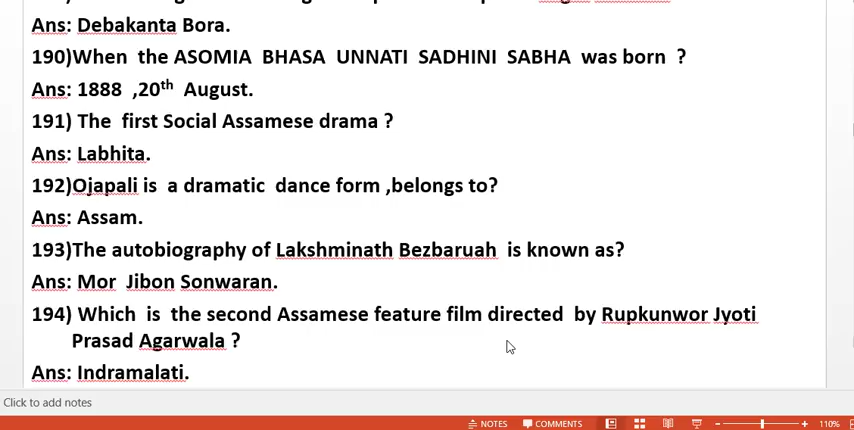 Ans: Debakanta Bora.
190)When the ASOMIA BHASA UNNATI SADHINI SABHA was born ?
Ans: 1888 ,20th August.
191) The first Social Assamese drama ?
Ans: Labhita.
192)Ojapali is a dramatic dance form ,belongs to?
Ans: Assam.
193)The autobiography of Lakshminath Bezbaruah is known as?
Ans: Mor Jibon Sonwaran.
194) Which is the second Assamese feature film directed by Rupkunwor Jyoti
Prasad Agarwala ?
Ans: Indramalati.
Click to add notes
NOTES COMMENTS 110%